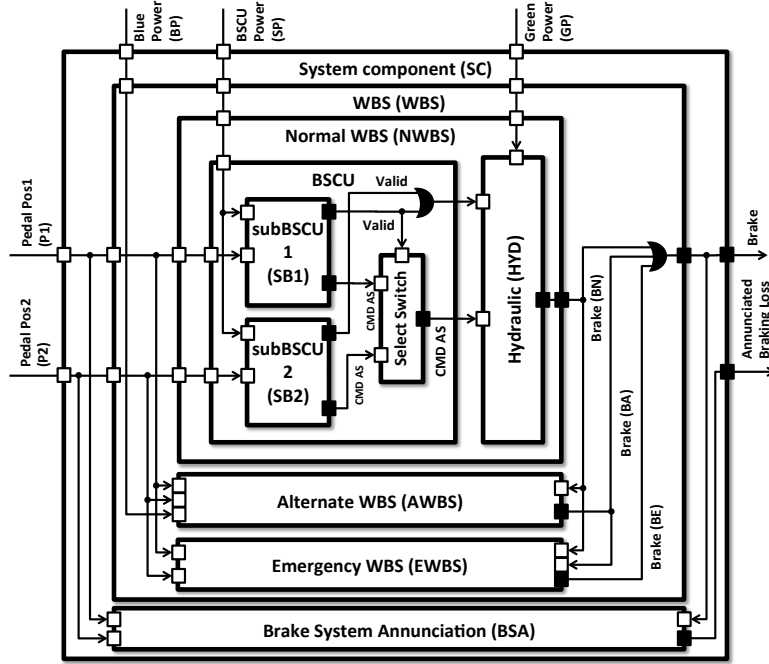 Blue
Power
(BP)
BSCU
Power
(SP)
Green
Power
(GP)
System component (SC)
WBS (WBS)
Normal WBS (NWBS)
BSCU
Valid
Valid
subBSCU
1
(SB1)
subBSCU
2
(SB2)
CMD AS
CMD AS
Select Switch
CMD AS
Hydraulic (HYD)
Pedal Pos1
(P1)
Pedal Pos2
(P2)
Brake (BN)
Brake (BA)
Brake (BE)
Brake
Annunciated
Braking Loss
Alternate WBS (AWBS)
Emergency WBS (EWBS)
Brake System Annunciation (BSA)